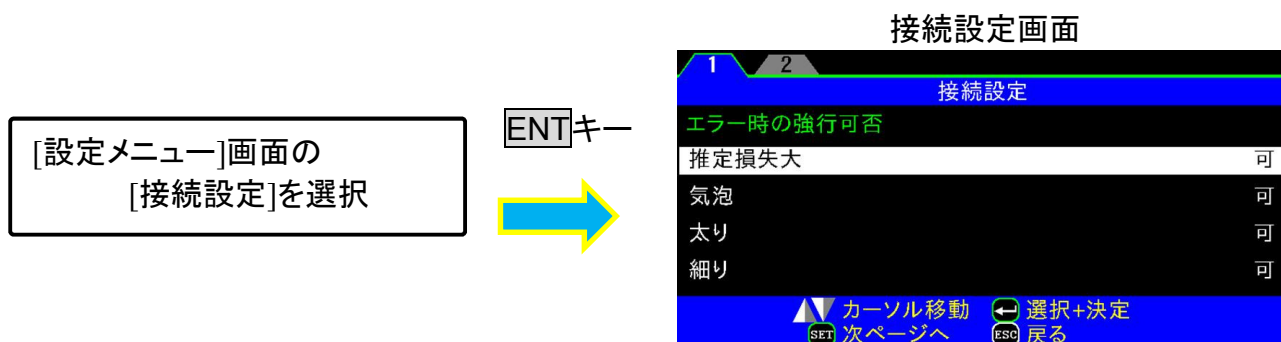 [設定メニュー]画面の
[接続設定]を選択
ENTキー
接続設定画面
1 2
接続設定
エラー時の強行可否
推定損失大 可
気泡 可
太り 可
細り 可
カーソル移動 選択+決定
SET 次ページへ ESC 戻る